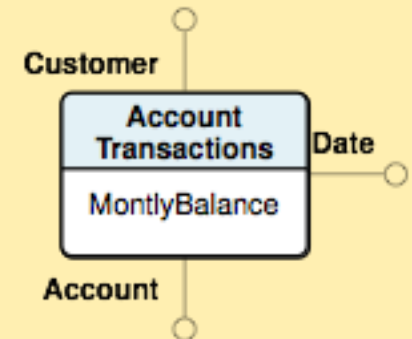 Customer
Account
Transactions
Date
MontlyBalance
Account